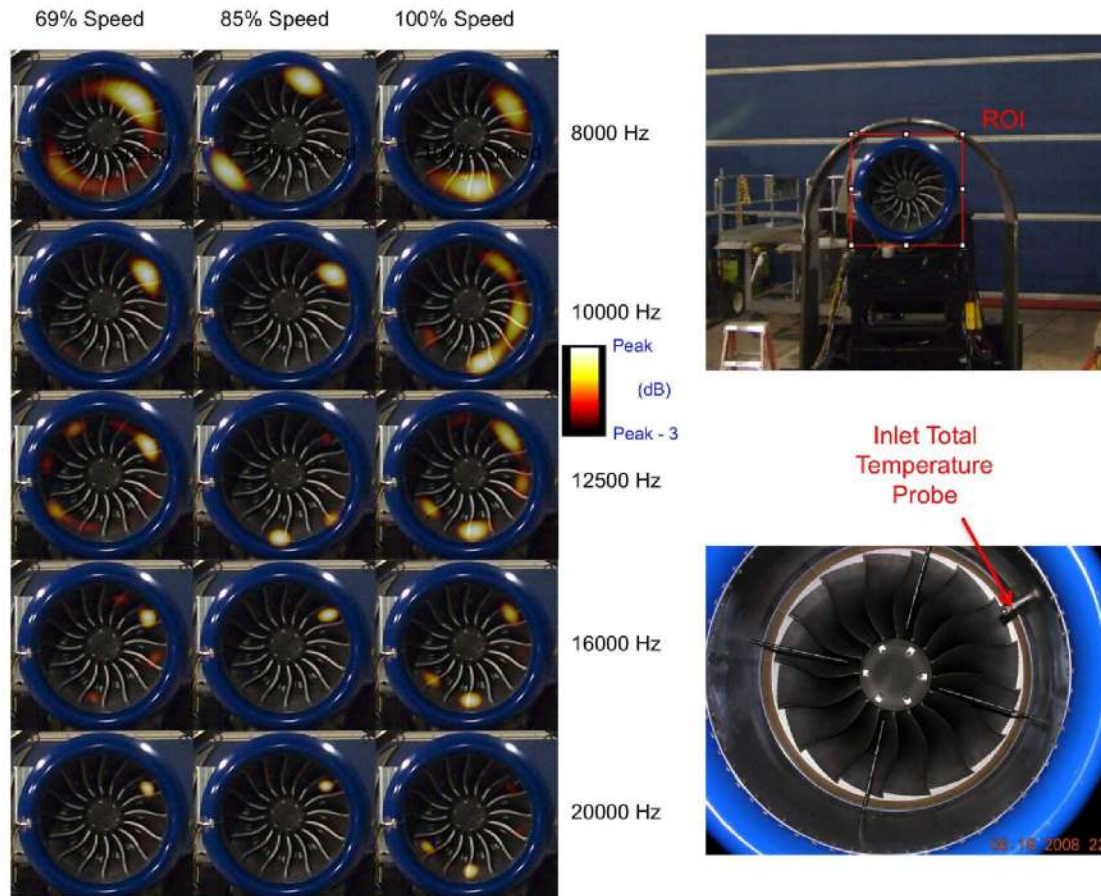 69% Speed
85% Speed
100% Speed
8000 Hz
10000 Hz
Peak
(dB)
Peak - 3
12500 Hz
16000 Hz
20000 Hz
ROI
Inlet Total
Temperature
Probe
2008 22